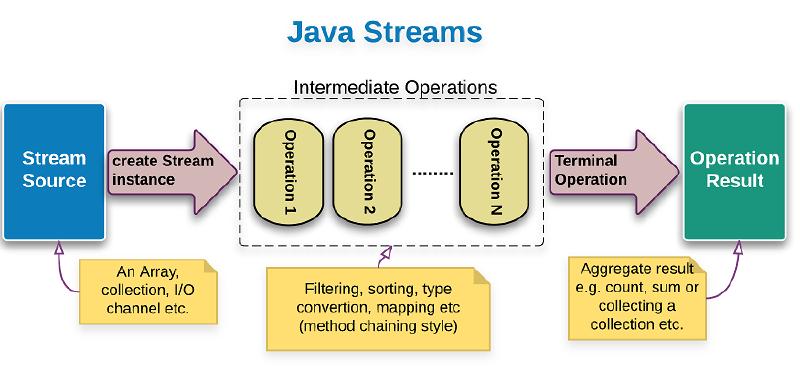 Java Streams
Intermediate Operations
Stream
Source
create Stream
instance
Operation 1
Operation 2
........
Operation N
Terminal
Operation
Operation
Result
An Array,
collection, I/O
channel etc.
Filtering, sorting, type
convertion, mapping etc
(method chaining style)
Aggregate result
e.g. count, sum or
collecting a
collection etc.